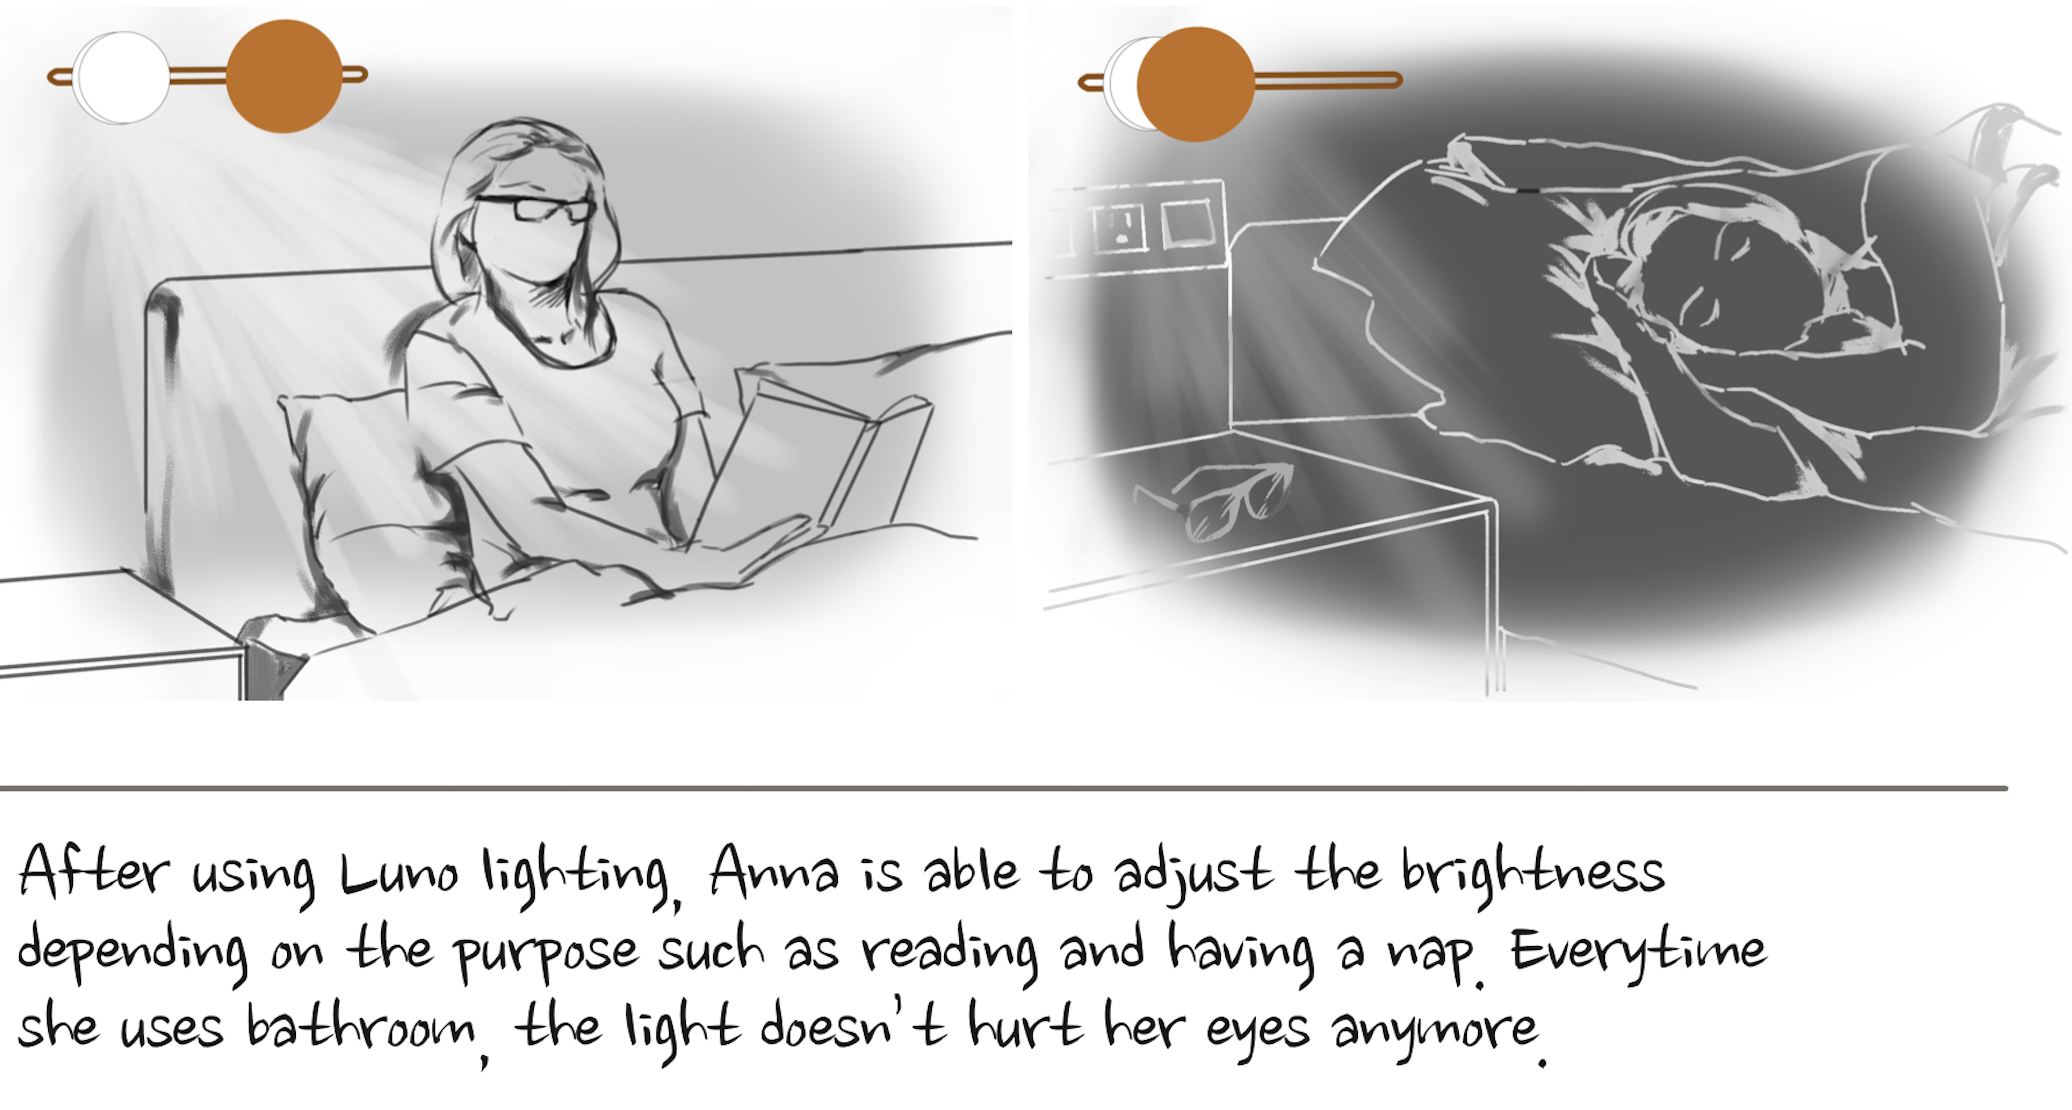 After using Luno lighting, Anna is able to adjust the brightness
depending on the purpose such as reading and having a nap. Everytime
she uses bathroom, the light doesn't hurt her eyes anymore.